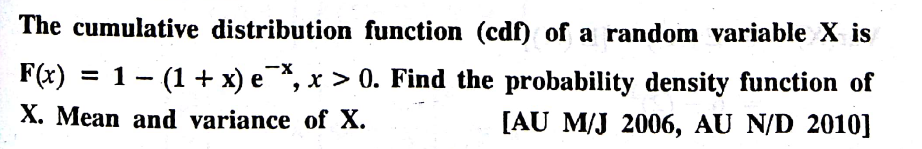 The cumulative distribution function (cdf) of a random variable X is
F(x) = 1 – (1 + x) e⁻ˣ, x > 0. Find the probability density function of
X. Mean and variance of X. [AU M/J 2006, AU N/D 2010]